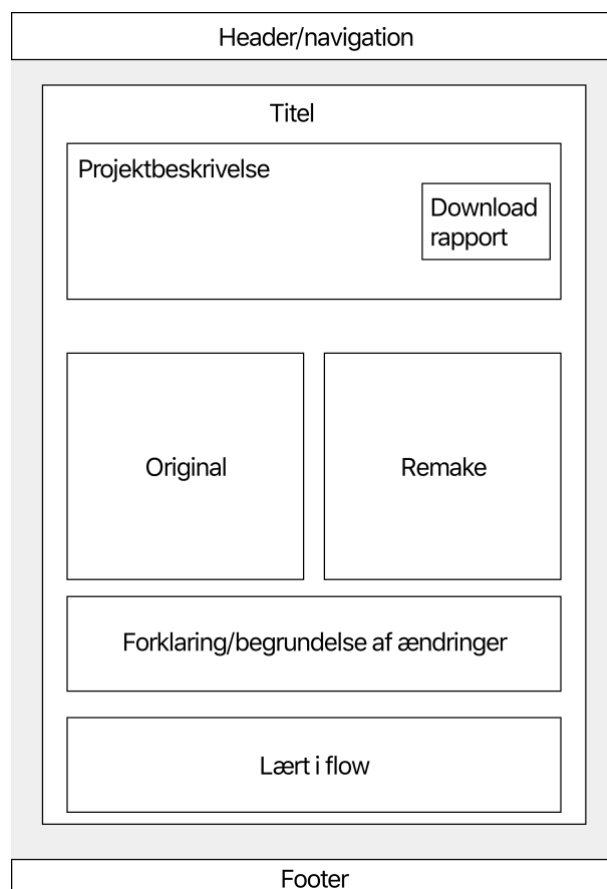 Header/navigation
Titel
Projektbeskrivelse
Download
rapport
Original
Remake
Forklaring/begrundelse af ændringer
Lært i flow
Footer